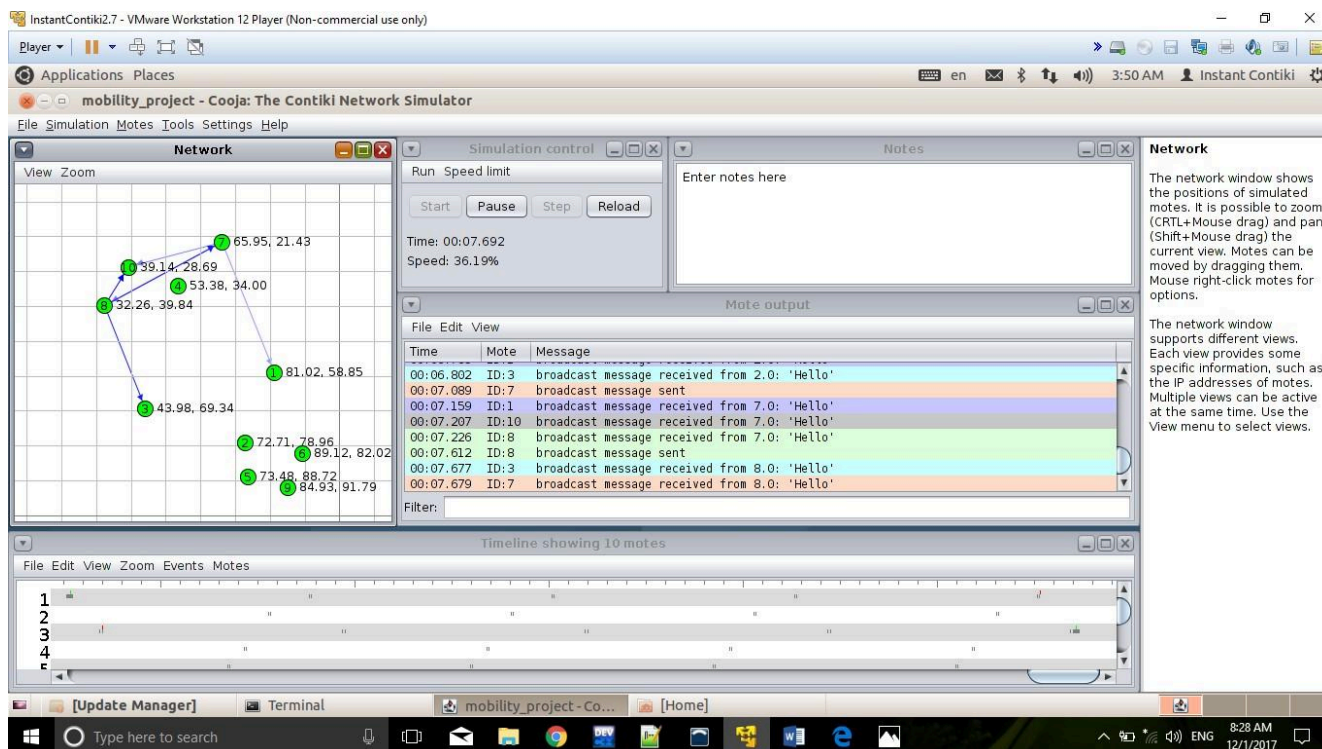 InstantContiki2.7 - VMware Workstation 12 Player (Non-commercial use only)
Player
Applications Places
en
3:50 AM
Instant Contiki
mobility_project - Cooja: The Contiki Network Simulator
File Simulation Motes Tools Settings Help
Network
View Zoom
7 65.95, 21.43
10 39.14, 28.69
4 53.38, 34.00
8 32.26, 39.84
1 81.02, 58.85
3 43.98, 69.34
2 72.71, 78.96
6 89.12, 82.02
5 73.48, 88.72
9 84.93, 91.79
Simulation control
Run Speed limit
Start Pause Step Reload
Time: 00:07.692
Speed: 36.19%
Notes
Enter notes here
Mote output
File Edit View
Time Mote Message
00:06.802 ID:3 broadcast message received from 2.0: 'Hello'
00:07.089 ID:7 broadcast message sent
00:07.159 ID:1 broadcast message received from 7.0: 'Hello'
00:07.207 ID:10 broadcast message received from 7.0: 'Hello'
00:07.226 ID:8 broadcast message received from 7.0: 'Hello'
00:07.612 ID:8 broadcast message sent
00:07.677 ID:3 broadcast message received from 8.0: 'Hello'
00:07.679 ID:7 broadcast message received from 8.0: 'Hello'
Filter:
Network
The network window shows
the positions of simulated
motes. It is possible to zoom
(CRTL+Mouse drag) and pan
(Shift+Mouse drag) the
current view. Motes can be
moved by dragging them.
Mouse right-click motes for
options.
The network window
supports different views.
Each view provides some
specific information, such as
the IP addresses of motes.
Multiple views can be active
at the same time. Use the
View menu to select views.
Timeline showing 10 motes
File Edit View Zoom Events Motes
1
2
3
4
[Update Manager]
Terminal
mobility_project - Co...
[Home]
Type here to search
DEV
ENG
8:28 AM
12/1/2017